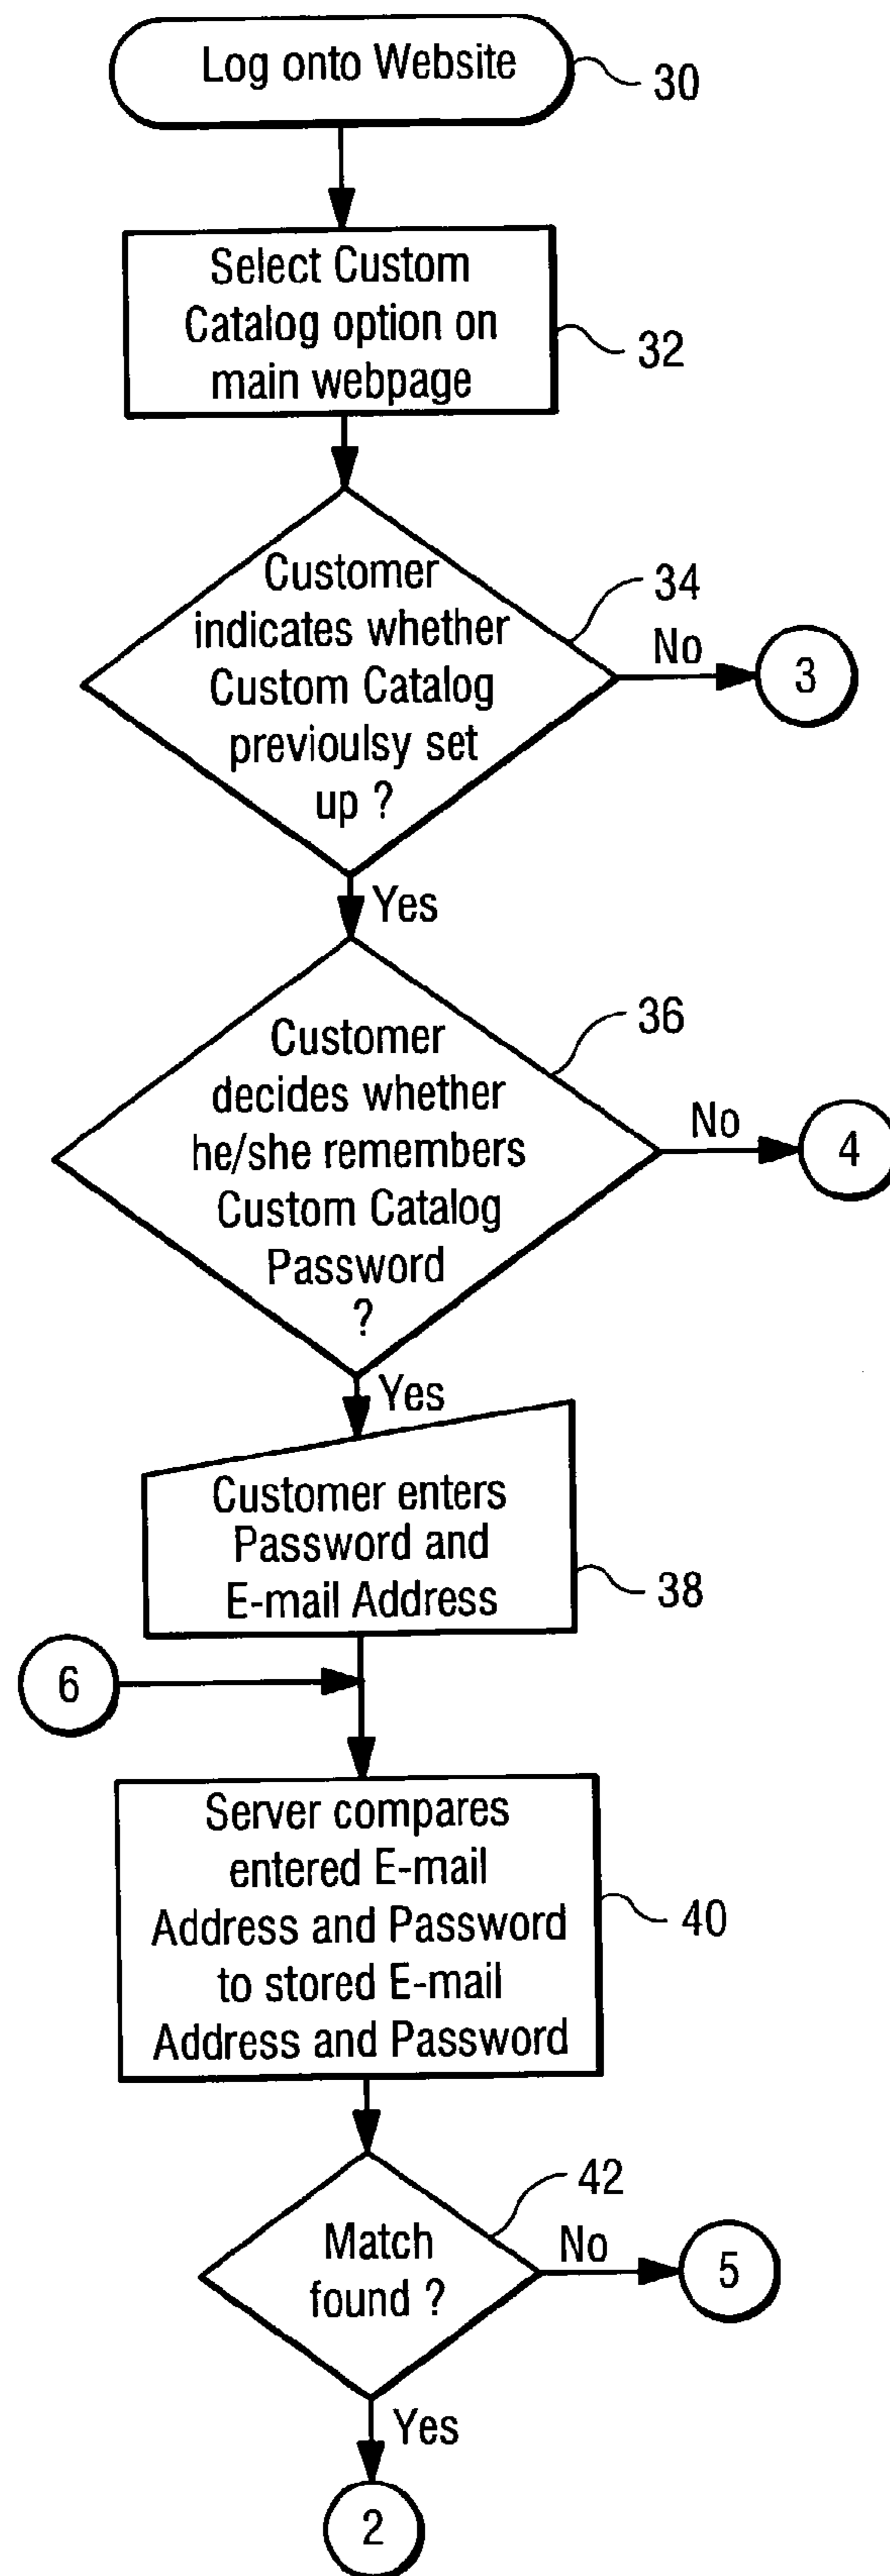 Log onto Website
30
Select Custom
Catalog option on
main webpage
32
Customer
indicates whether
Custom Catalog
previoulsy set
up ?
34
No
3
Yes
Customer
decides whether
he/she remembers
Custom Catalog
Password
?
36
No
4
Yes
Customer enters
Password and
E-mail Address
38
6
Server compares
entered E-mail
Address and Password
to stored E-mail
Address and Password
40
Match
found ?
42
No
5
Yes
2